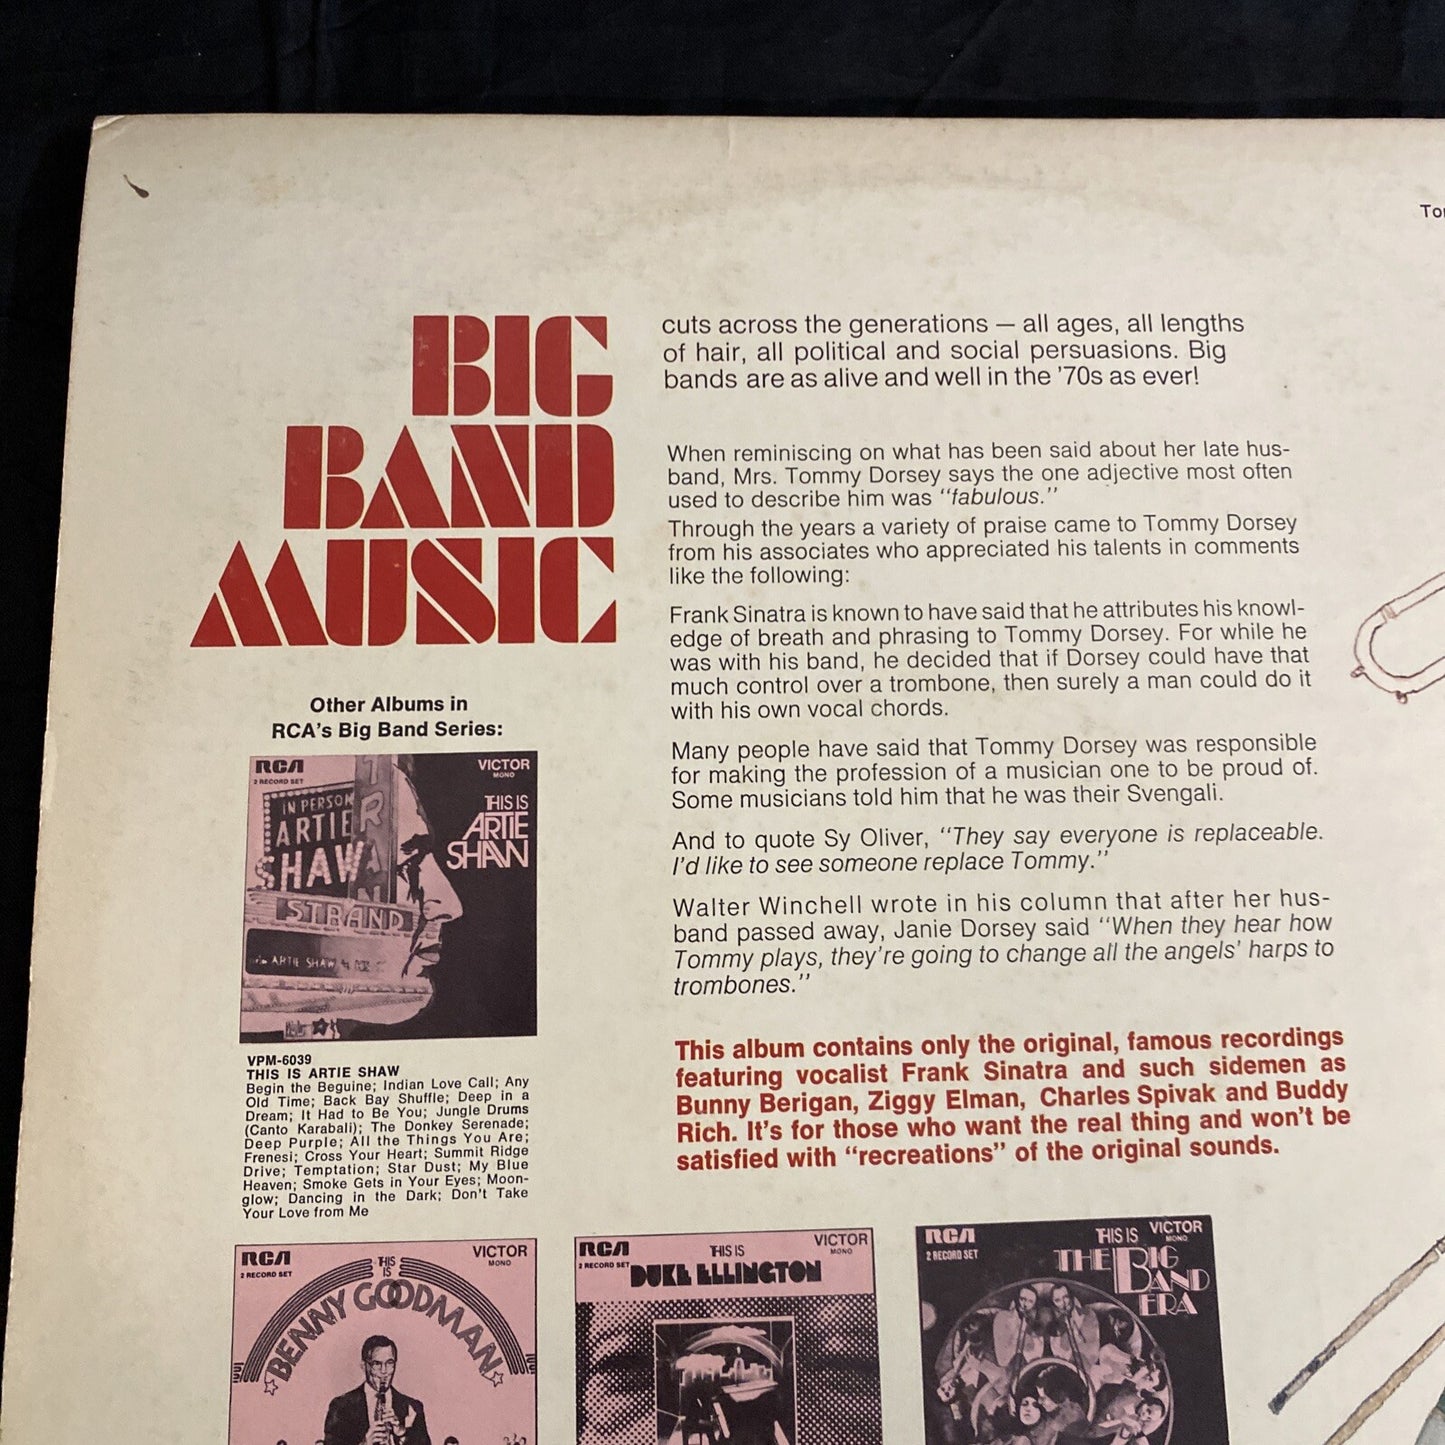 Tor
BIG
BAND
MUSIC
cuts across the generations — all ages, all lengths
of hair, all political and social persuasions. Big
bands are as alive and well in the '70s as ever!
When reminiscing on what has been said about her late hus-
band, Mrs. Tommy Dorsey says the one adjective most often
used to describe him was "fabulous."
Through the years a variety of praise came to Tommy Dorsey
from his associates who appreciated his talents in comments
like the following:
Frank Sinatra is known to have said that he attributes his knowl-
edge of breath and phrasing to Tommy Dorsey. For while he
was with his band, he decided that if Dorsey could have that
much control over a trombone, then surely a man could do it
with his own vocal chords.
Many people have said that Tommy Dorsey was responsible
for making the profession of a musician one to be proud of.
Some musicians told him that he was their Svengali.
And to quote Sy Oliver, "They say everyone is replaceable.
I'd like to see someone replace Tommy."
Walter Winchell wrote in his column that after her hus-
band passed away, Janie Dorsey said "When they hear how
Tommy plays, they're going to change all the angels' harps to
trombones."
This album contains only the original, famous recordings
featuring vocalist Frank Sinatra and such sidemen as
Bunny Berigan, Ziggy Elman, Charles Spivak and Buddy
Rich. It's for those who want the real thing and won't be
satisfied with "recreations" of the original sounds.
Other Albums in
RCA's Big Band Series:
RCA
2 RECORD SET
VICTOR
MONO
THIS IS
ARTIE
SHAW
IN PERSON
ARTIE
SHAW
STRAND
STRAND
ARTIE SHAW
VPM-6039
THIS IS ARTIE SHAW
Begin the Beguine; Indian Love Call; Any
Old Time; Back Bay Shuffle; Deep in a
Dream; It Had to Be You; Jungle Drums
(Canto Karabali); The Donkey Serenade;
Deep Purple; All the Things You Are;
Frenesi; Cross Your Heart; Summit Ridge
Drive; Temptation; Star Dust; My Blue
Heaven; Smoke Gets in Your Eyes; Moon-
glow; Dancing in the Dark; Don't Take
Your Love from Me
RCA
2 RECORD SET
VICTOR
MONO
THIS
IS
BENNY GOODMAN
RCA
2 RECORD SET
VICTOR
MONO
THIS IS
DUKE ELLINGTON
RCA
2 RECORD SET
VICTOR
MONO
THIS IS
THE BIG
BAND
ERA